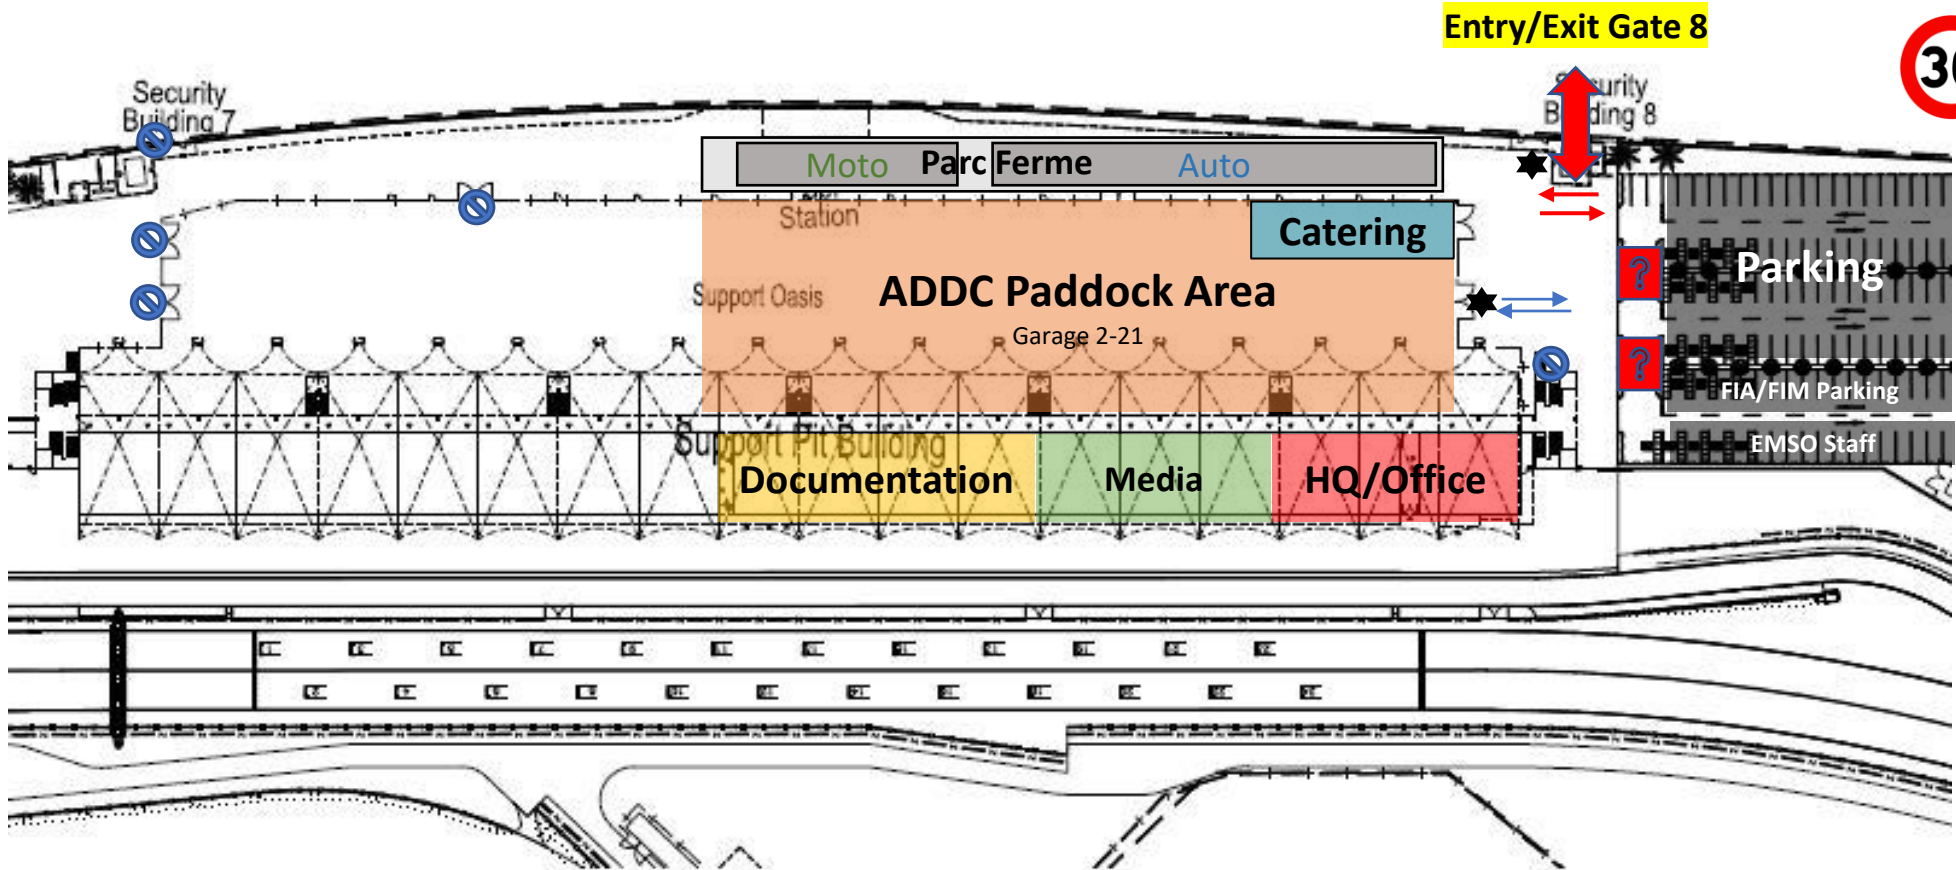 Entry/Exit Gate 8
Security
Building 7
Security
Building 8
Moto
Parc Ferme
Auto
Station
Catering
Support Oasis
ADDC Paddock Area
Garage 2-21
?
Parking
?
FIA/FIM Parking
Support Pit Building
EMSO Staff
Documentation
Media
HQ/Office